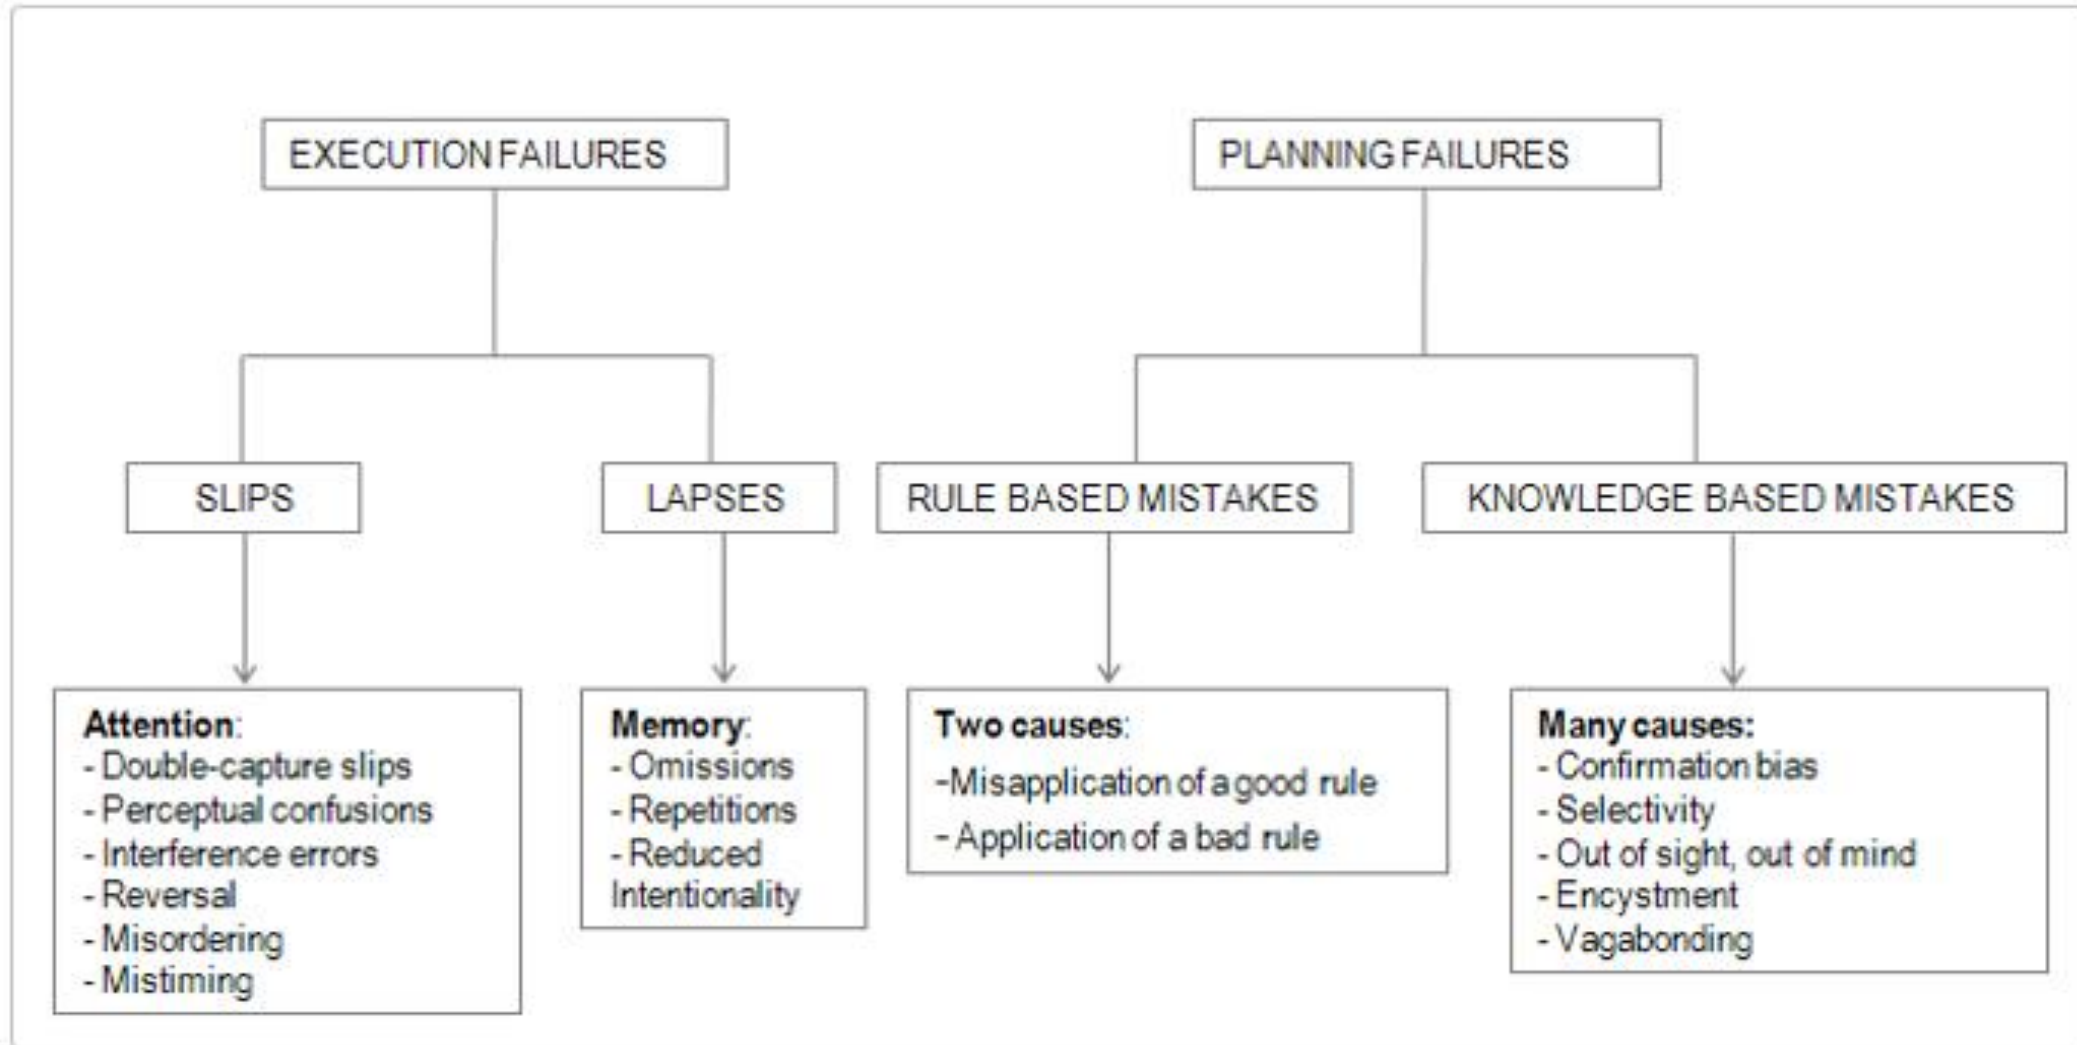 EXECUTION FAILURES
PLANNING FAILURES
SLIPS
LAPSES
RULE BASED MISTAKES
KNOWLEDGE BASED MISTAKES
Attention:
- Double-capture slips
- Perceptual confusions
- Interference errors
- Reversal
- Misordering
- Mistiming
Memory:
- Omissions
- Repetitions
- Reduced
Intentionality
Two causes:
-Misapplication of a good rule
- Application of a bad rule
Many causes:
- Confirmation bias
- Selectivity
- Out of sight, out of mind
- Encystment
- Vagabonding